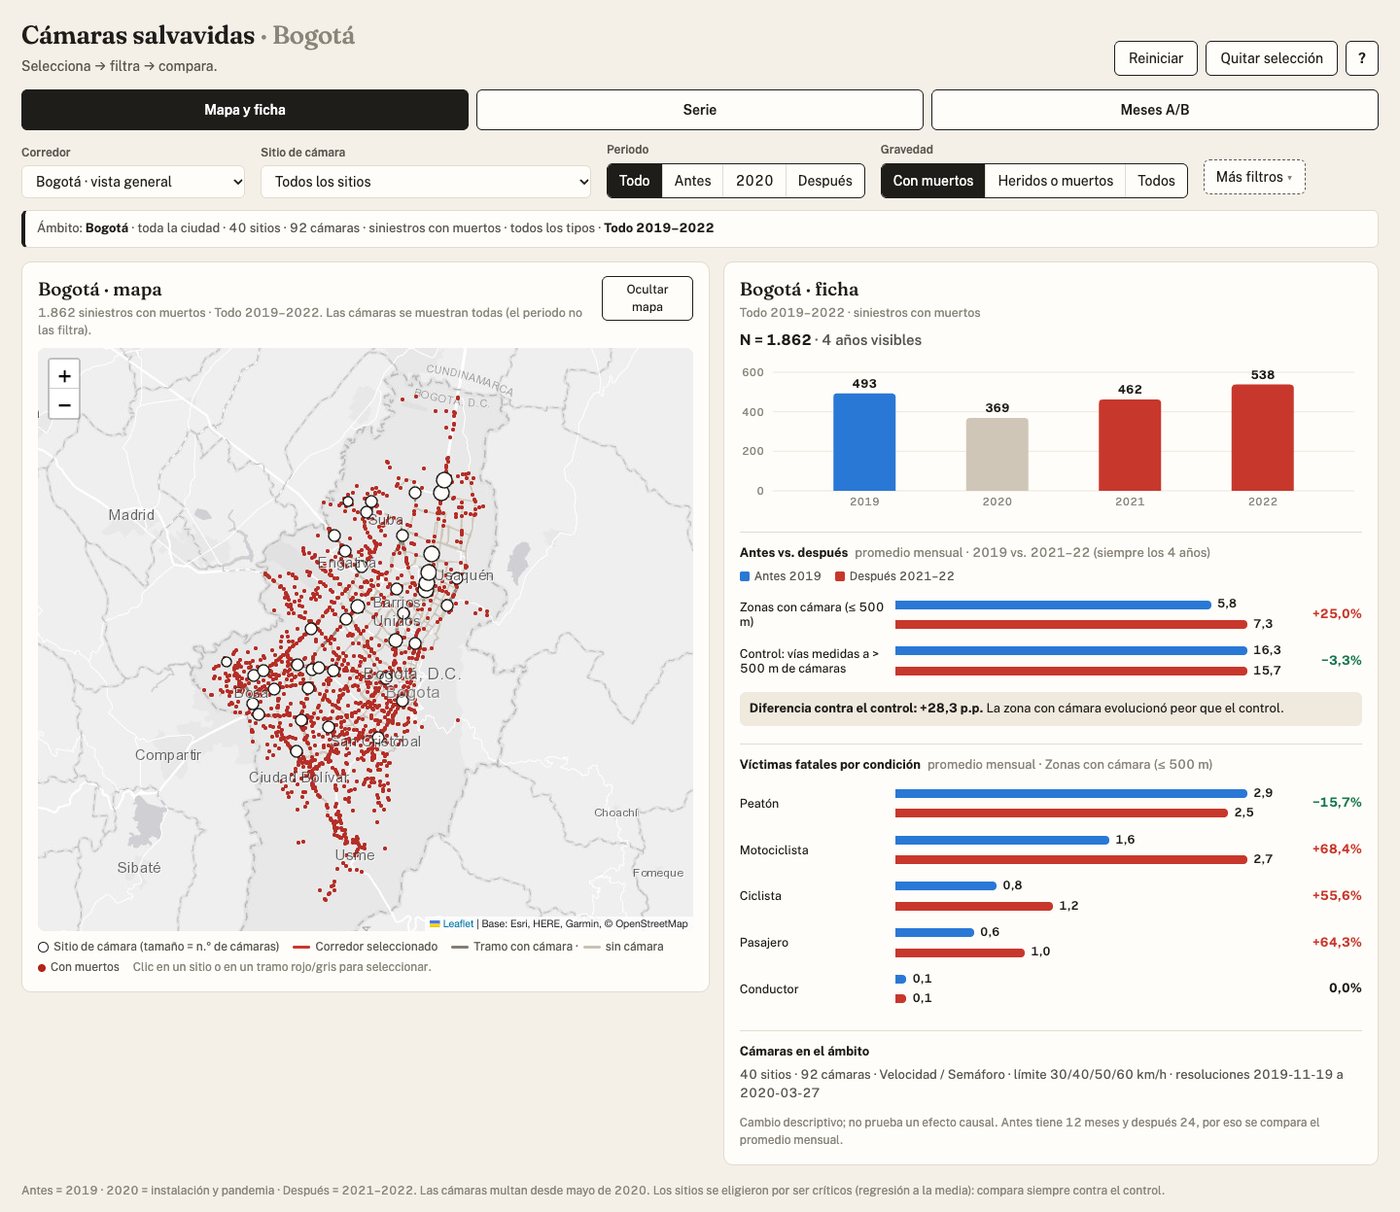 Cámaras salvavidas · Bogotá
Selecciona → filtra → compara.
Reiniciar
Quitar selección
?
Mapa y ficha
Serie
Meses A/B
Corredor
Sitio de cámara
Periodo
Gravedad
Bogotá · vista general
Todos los sitios
Todo
Antes
2020
Después
Con muertos
Heridos o muertos
Todos
Más filtros
Ámbito: Bogotá · toda la ciudad · 40 sitios · 92 cámaras · siniestros con muertos · todos los tipos · Todo 2019–2022
Bogotá · mapa
1.862 siniestros con muertos · Todo 2019–2022. Las cámaras se muestran todas (el periodo no
las filtra).
Ocultar
mapa
+
−
CUNDINAMARCA
BOGOTÁ, D.C.
Madrid
Suba
Engativá
Usaquén
Barrios
Unidos
Bogotá, D.C.
Bogota
Bosa
San Cristóbal
Compartir
Ciudad Bolívar
Choachí
Usme
Sibaté
Fomeque
Leaflet | Base: Esri, HERE, Garmin, © OpenStreetMap
Sitio de cámara (tamaño = n.º de cámaras)
Corredor seleccionado
Tramo con cámara ·
sin cámara
Con muertos
Clic en un sitio o en un tramo rojo/gris para seleccionar.
Bogotá · ficha
Todo 2019–2022 · siniestros con muertos
N = 1.862 · 4 años visibles
600
400
200
0
493
369
462
538
2019
2020
2021
2022
Antes vs. después promedio mensual · 2019 vs. 2021–22 (siempre los 4 años)
Antes 2019
Después 2021–22
Zonas con cámara (≤ 500
m)
5,8
7,3
+25,0%
Control: vías medidas a >
500 m de cámaras
16,3
15,7
−3,3%
Diferencia contra el control: +28,3 p.p. La zona con cámara evolucionó peor que el control.
Víctimas fatales por condición promedio mensual · Zonas con cámara (≤ 500 m)
Peatón
2,9
2,5
−15,7%
Motociclista
1,6
2,7
+68,4%
Ciclista
0,8
1,2
+55,6%
Pasajero
0,6
1,0
+64,3%
Conductor
0,1
0,1
0,0%
Cámaras en el ámbito
40 sitios · 92 cámaras · Velocidad / Semáforo · límite 30/40/50/60 km/h · resoluciones 2019-11-19 a
2020-03-27
Cambio descriptivo; no prueba un efecto causal. Antes tiene 12 meses y después 24, por eso se compara el
promedio mensual.
Antes = 2019 · 2020 = instalación y pandemia · Después = 2021–2022. Las cámaras multan desde mayo de 2020. Los sitios se eligieron por ser críticos (regresión a la media): compara siempre contra el control.